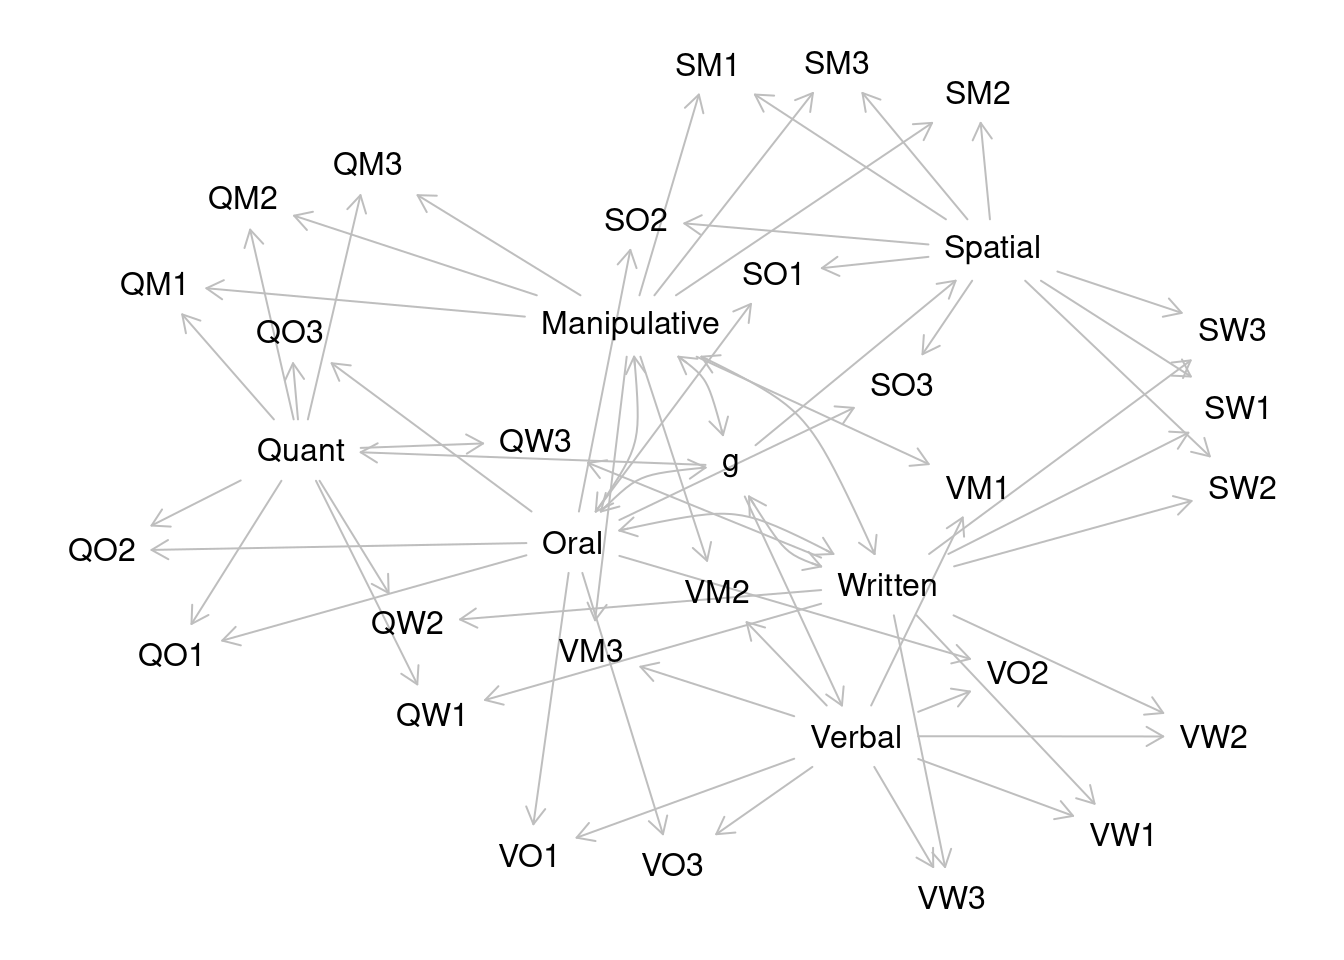 SM1
SM3
SM2
QM3
QM2
SO2
Spatial
SO1
QM1
Manipulative
QO3
SW3
SO3
SW1
QW3
Quant
g
VM1
SW2
QO2
Oral
Written
VM2
QW2
VM3
QO1
VO2
QW1
Verbal
VW2
VW1
VO1
VO3
VW3